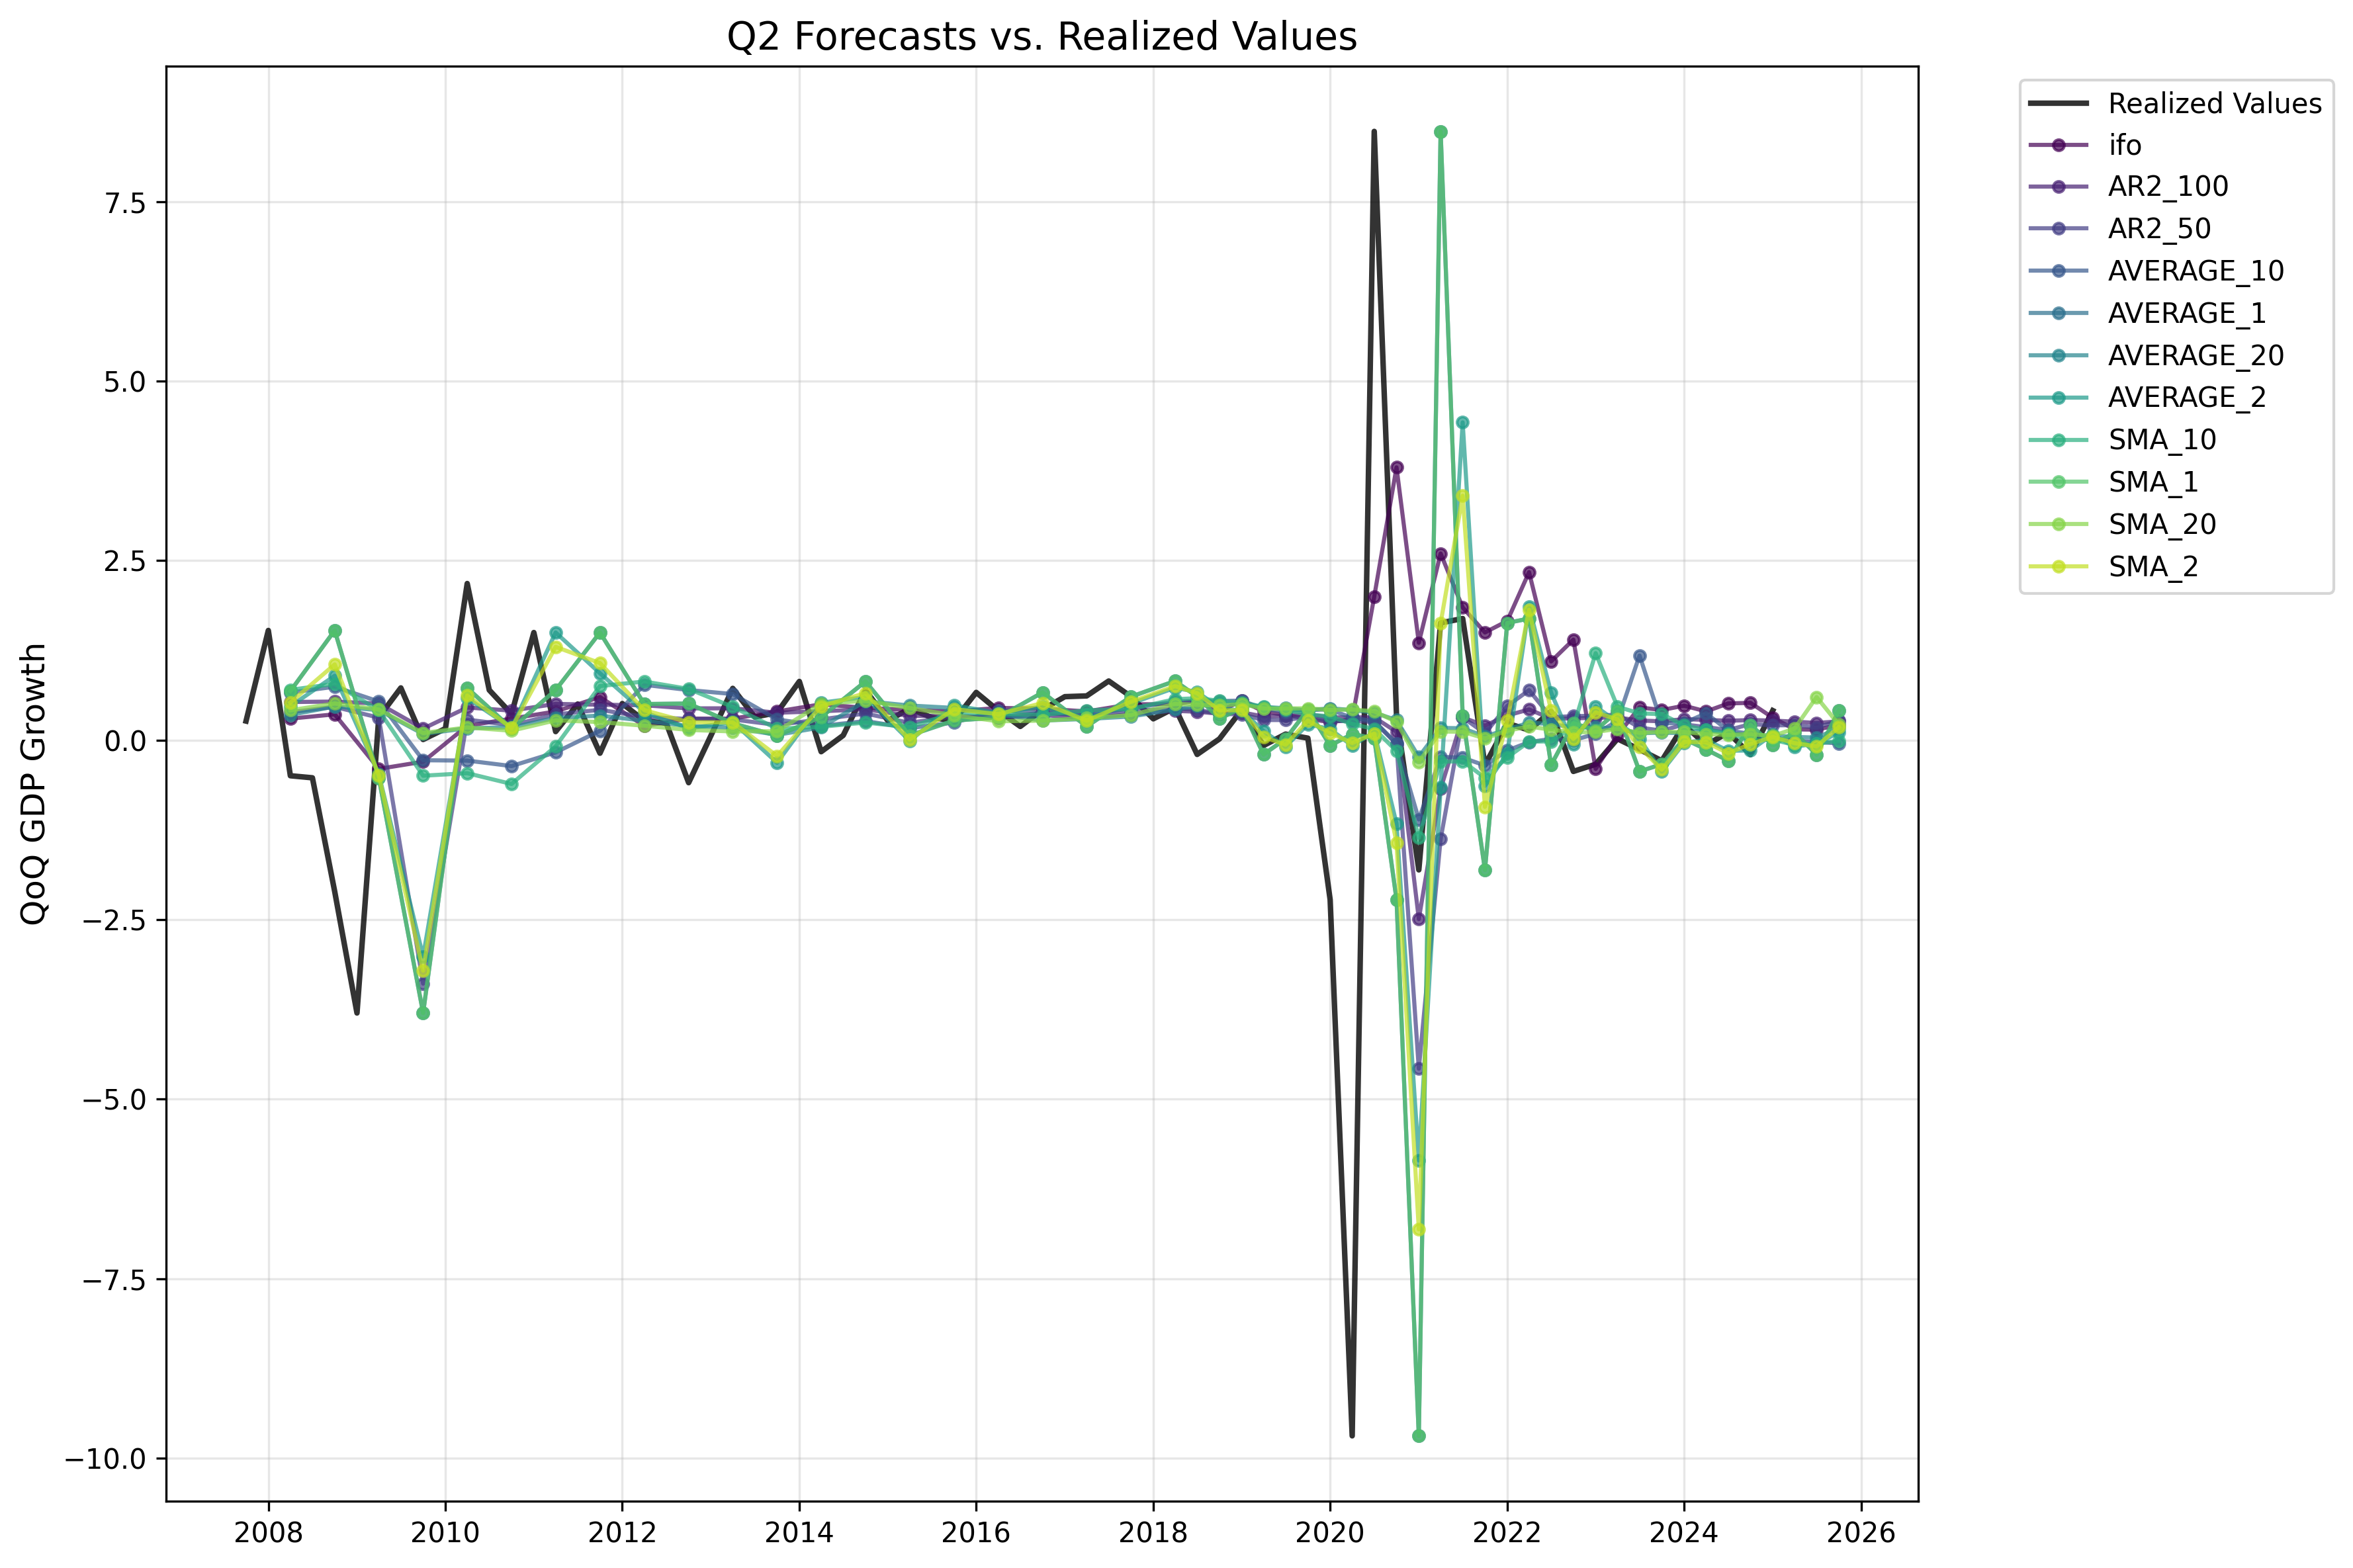 Q2 Forecasts vs. Realized Values
QoQ GDP Growth
7.5
5.0
2.5
0.0
−2.5
−5.0
−7.5
−10.0
2008 2010 2012 2014 2016 2018 2020 2022 2024 2026
Realized Values
ifo
AR2_100
AR2_50
AVERAGE_10
AVERAGE_1
AVERAGE_20
AVERAGE_2
SMA_10
SMA_1
SMA_20
SMA_2